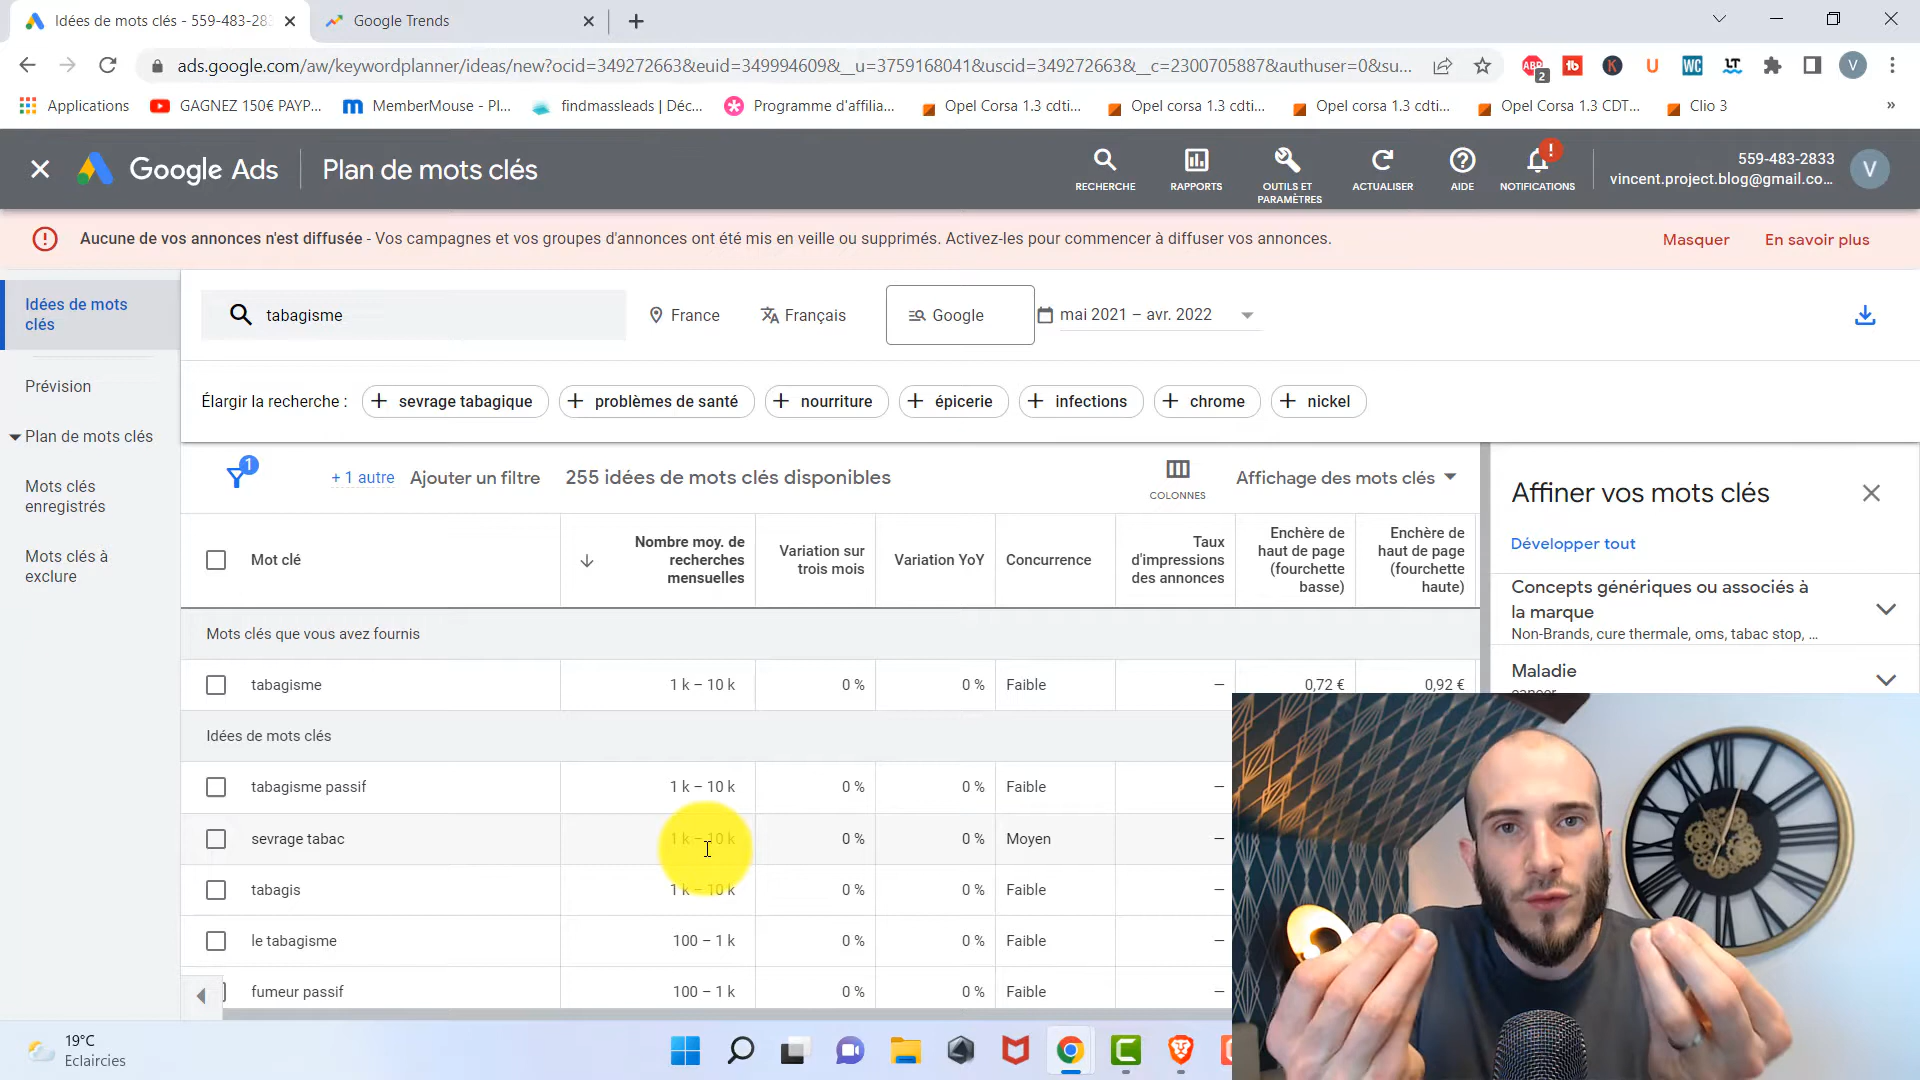 Idées de mots clés - 559-483-283
Google Trends
ads.google.com/aw/keywordplanner/ideas/new?ocid=349272663&euid=349994609&__u=3759168041&uscid=349272663&__c=2300705887&authuser=0&su...
ABP
2
Applications
GAGNEZ 150€ PAYP...
MemberMouse - Pl...
findmassleads | Déc...
Programme d'affilia...
Opel Corsa 1.3 cdti...
Opel corsa 1.3 cdti...
Opel corsa 1.3 cdti...
Opel Corsa 1.3 CDT...
Clio 3
»
Google Ads
Plan de mots clés
RECHERCHE
RAPPORTS
OUTILS ET
PARAMÈTRES
ACTUALISER
AIDE
NOTIFICATIONS
559-483-2833
vincent.project.blog@gmail.co...
V
Aucune de vos annonces n'est diffusée - Vos campagnes et vos groupes d'annonces ont été mis en veille ou supprimés. Activez-les pour commencer à diffuser vos annonces.
Masquer
En savoir plus
Idées de mots
clés
Prévision
Plan de mots clés
Mots clés
enregistrés
Mots clés à
exclure
tabagisme
France
Français
Google
mai 2021 – avr. 2022
Élargir la recherche :
sevrage tabagique
problèmes de santé
nourriture
épicerie
infections
chrome
nickel
1
+ 1 autre
Ajouter un filtre
255 idées de mots clés disponibles
COLONNES
Affichage des mots clés
Mot clé
Nombre moy. de
recherches
mensuelles
Variation sur
trois mois
Variation YoY
Concurrence
Taux
d'impressions
des annonces
Enchère de
haut de page
(fourchette
basse)
Enchère de
haut de page
(fourchette
haute)
Mots clés que vous avez fournis
tabagisme 1 k – 10 k 0 % 0 % Faible — 0,72 € 0,92 €
Idées de mots clés
tabagisme passif 1 k – 10 k 0 % 0 % Faible —
sevrage tabac 1 k – 10 k 0 % 0 % Moyen —
tabagis 1 k – 10 k 0 % 0 % Faible —
le tabagisme 100 – 1 k 0 % 0 % Faible —
fumeur passif 100 – 1 k 0 % 0 % Faible —
Affiner vos mots clés
Développer tout
Concepts génériques ou associés à
la marque
Non-Brands, cure thermale, oms, tabac stop, ...
Maladie
cancer
19°C
Eclaircies